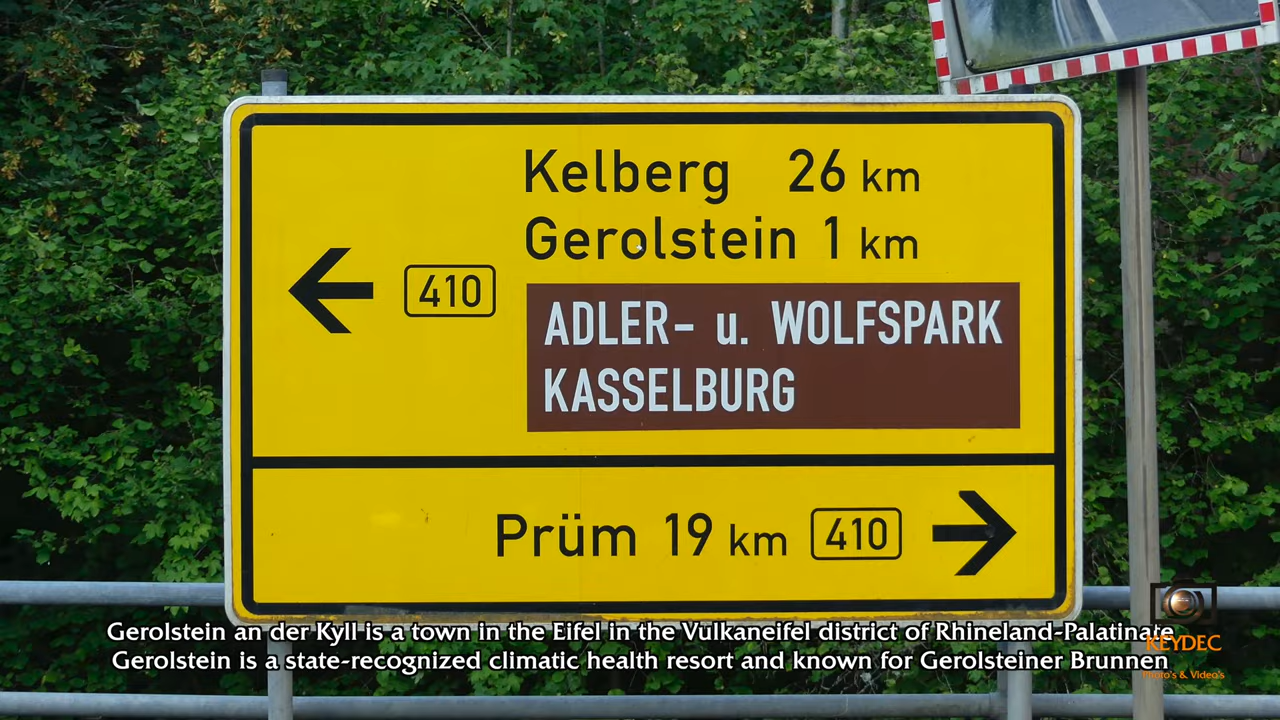 Kelberg 26 km
Gerolstein 1 km
410
ADLER- u. WOLFSPARK
KASSELBURG
Prüm 19 km 410
Gerolstein an der Kyll is a town in the Eifel in the Vulkaneifel district of Rhineland-Palatinate
Gerolstein is a state-recognized climatic health resort and known for Gerolsteiner Brunnen
KEYDEC
Photo's & Video's